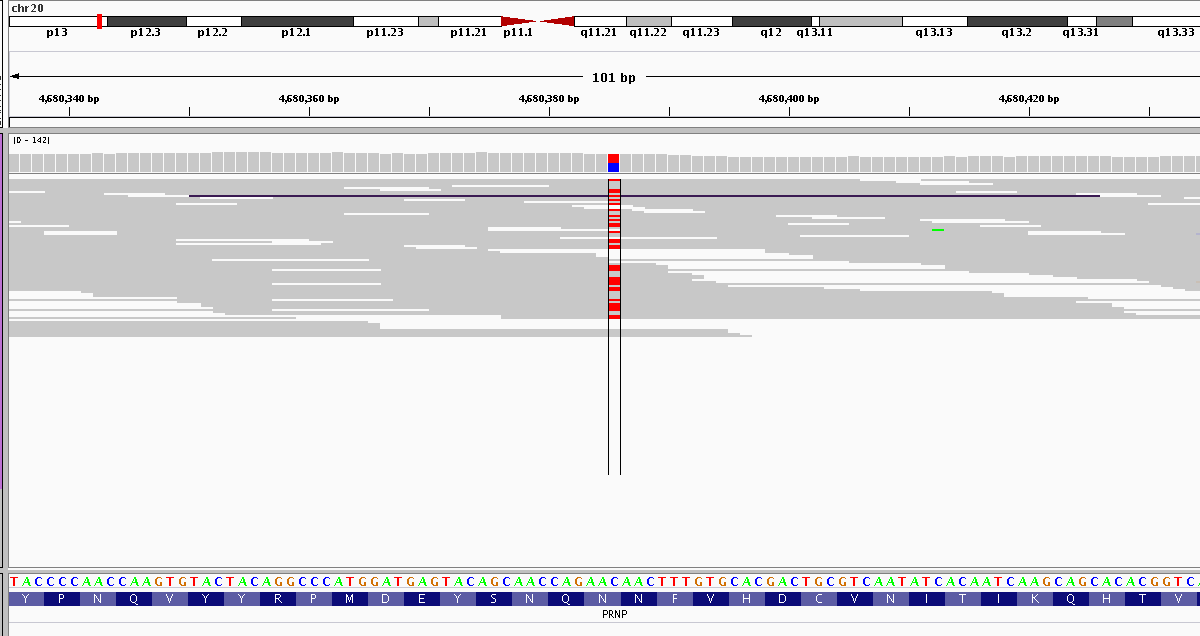 chr20
p13 p12.3 p12.2 p12.1 p11.23 p11.21 p11.1 q11.21 q11.22 q11.23 q12 q13.11 q13.13 q13.2 q13.31 q13.33
101 bp
4,680,340 bp 4,680,360 bp 4,680,380 bp 4,680,400 bp 4,680,420 bp
[0 - 142]
TACCCCAACCAAGTGTACTACAGGCCCATGGATGAGTACAGCAACCAGAACAACTTTGTGCACGACTGCGTCAATATCACAATCAAGCAGCACACGGTC
Y P N Q V Y Y R P M D E Y S N Q N N F V H D C V N I T I K Q H T V
PRNP